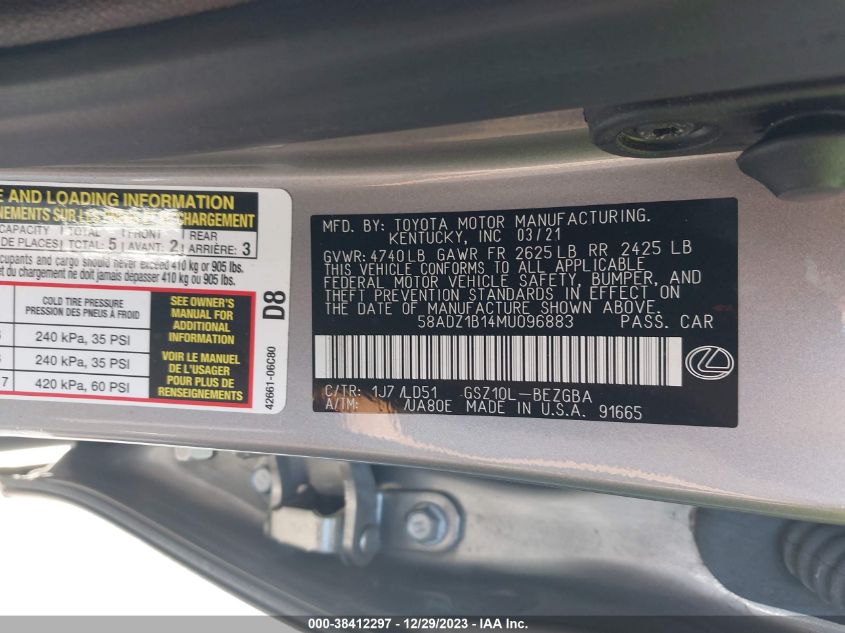 E AND LOADING INFORMATION
NEMENTS SUR LES ET LE CHARGEMENT
CAPACITY TOTAL FRONT REAR
DE PLACES TOTAL: 5 AVANT: 2 ARRIÈRE: 3
cupants and cargo should never exceed 410 kg or 905 lbs.
et du chargement ne doit jamais dépasser 410 kg ou 905 lbs.
COLD TIRE PRESSURE
PRESSION DES PNEUS À FROID
240 kPa, 35 PSI
240 kPa, 35 PSI
7 420 kPa, 60 PSI
SEE OWNER'S
MANUAL FOR
ADDITIONAL
INFORMATION
VOIR LE MANUEL
DE L'USAGER
POUR PLUS DE
RENSEIGNEMENTS
D8
42661-06C80
MFD. BY: TOYOTA MOTOR MANUFACTURING.
KENTUCKY, INC 03/21
GVWR: 4740LB GAWR FR 2625LB RR 2425 LB
THIS VEHICLE CONFORMS TO ALL APPLICABLE
FEDERAL MOTOR VEHICLE SAFETY, BUMPER, AND
THEFT PREVENTION STANDARDS IN EFFECT ON
THE DATE OF MANUFACTURE SHOWN ABOVE.
58ADZ1B14MU096883 PASS. CAR
C/TR: 1J7 /LD51 GSZ10L-BEZGBA
A/TM: /UA80E MADE IN U.S.A. 91665
000-38412297 - 12/29/2023 - IAA Inc.